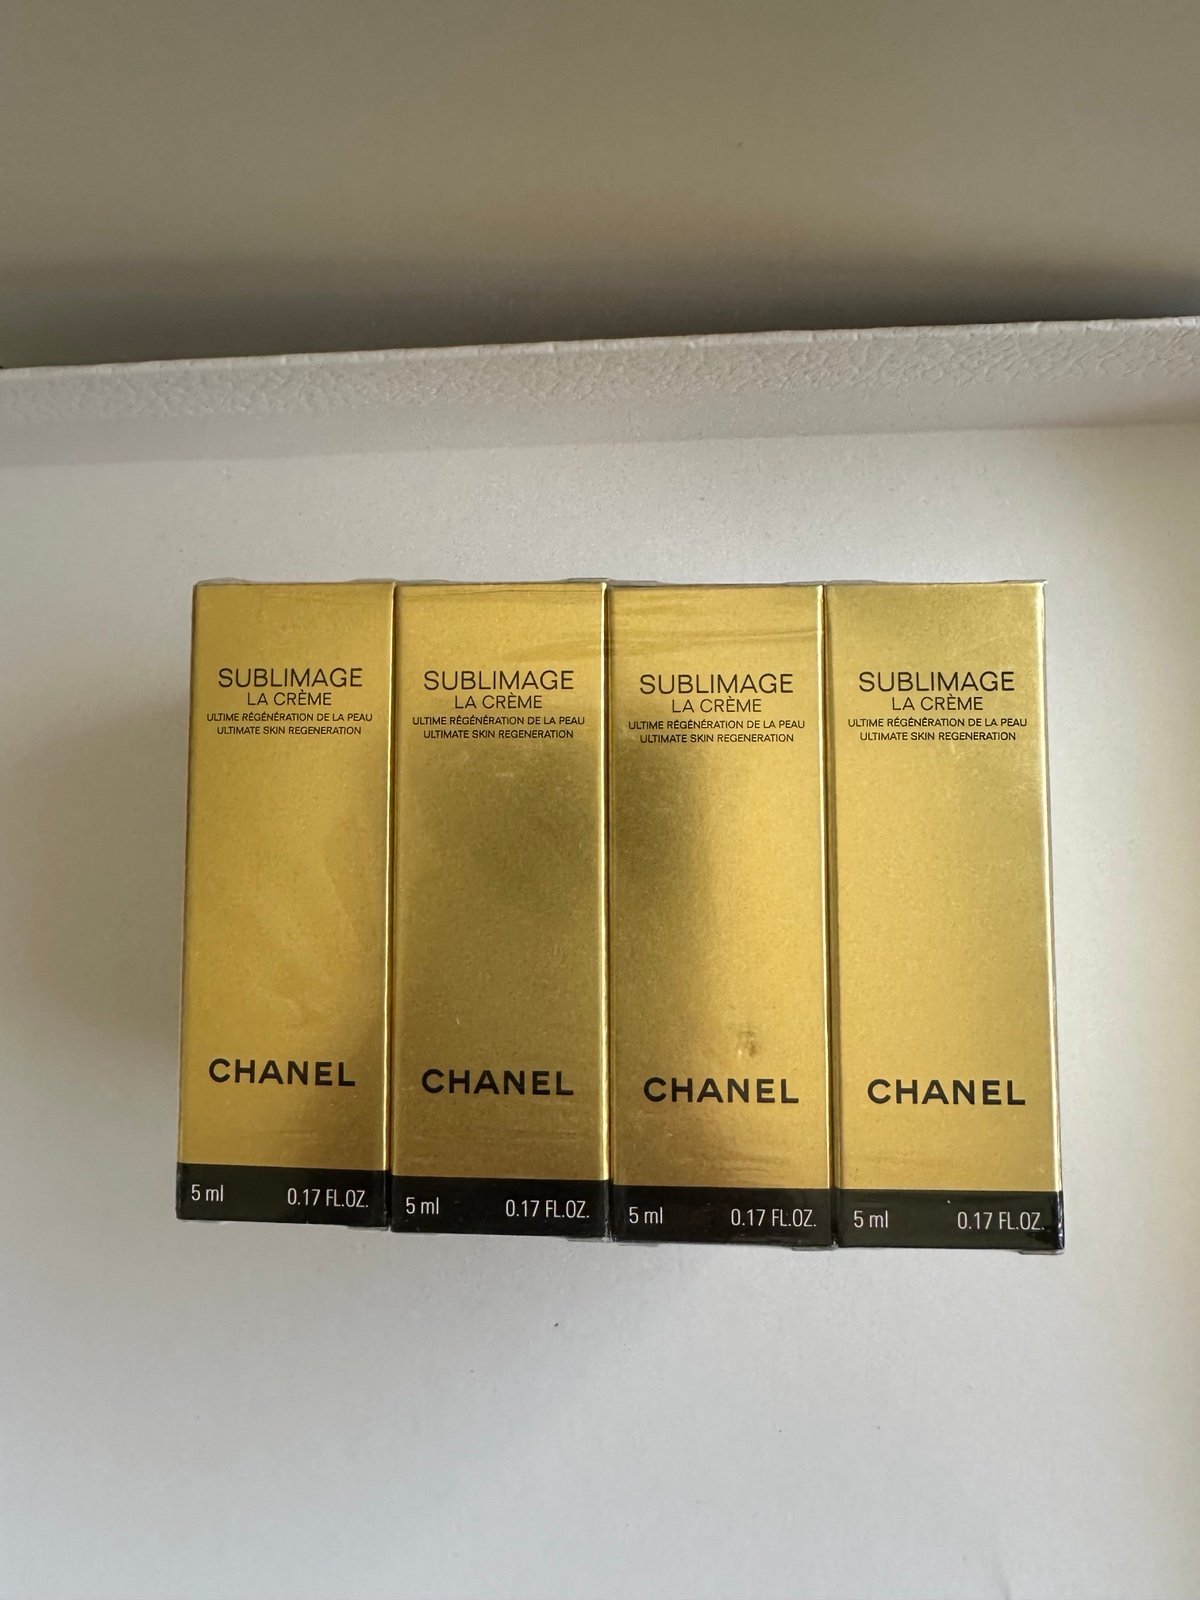 SUBLIMAGE
LA CRÈME
ULTIME RÉGÉNÉRATION DE LA PEAU
ULTIMATE SKIN REGENERATION
CHANEL
5 ml 0.17 FL.OZ.
SUBLIMAGE
LA CRÈME
ULTIME RÉGÉNÉRATION DE LA PEAU
ULTIMATE SKIN REGENERATION
CHANEL
5 ml 0.17 FL.OZ.
SUBLIMAGE
LA CRÈME
ULTIME RÉGÉNÉRATION DE LA PEAU
ULTIMATE SKIN REGENERATION
CHANEL
5 ml 0.17 FL.OZ.
SUBLIMAGE
LA CRÈME
ULTIME RÉGÉNÉRATION DE LA PEAU
ULTIMATE SKIN REGENERATION
CHANEL
5 ml 0.17 FL.OZ.